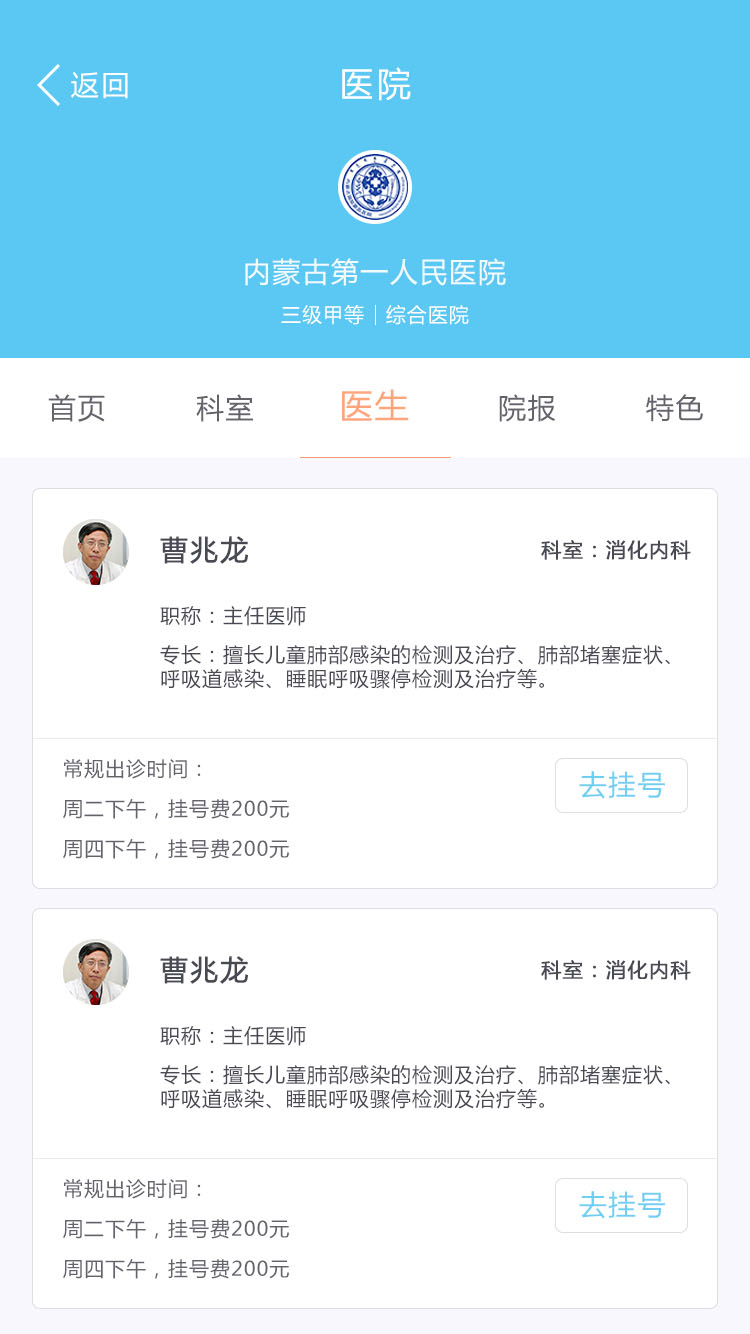 返回
医院
内蒙古第一人民医院
三级甲等|综合医院
首页 科室 医生 院报 特色
曹兆龙 科室：消化内科
职称：主任医师
专长：擅长儿童肺部感染的检测及治疗、肺部堵塞症状、
呼吸道感染、睡眠呼吸骤停检测及治疗等。
常规出诊时间：
去挂号
周二下午，挂号费200元
周四下午，挂号费200元
曹兆龙 科室：消化内科
职称：主任医师
专长：擅长儿童肺部感染的检测及治疗、肺部堵塞症状、
呼吸道感染、睡眠呼吸骤停检测及治疗等。
常规出诊时间：
去挂号
周二下午，挂号费200元
周四下午，挂号费200元